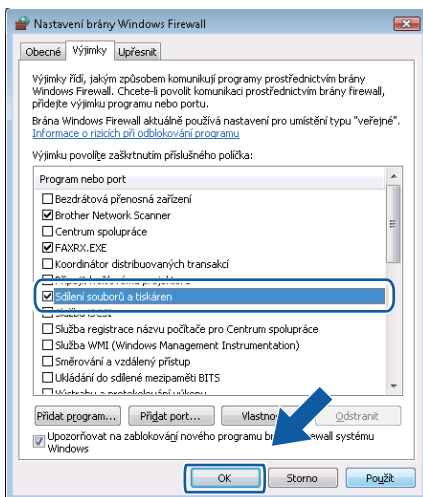 Nastavení brány Windows Firewall
Obecné Výjimky Upřesnit
Výjimky řídí, jakým způsobem komunikují programy prostřednictvím brány
Windows Firewall. Chcete-li povolit komunikaci prostřednictvím brány firewall,
přidejte výjimku programu nebo portu.
Brána Windows Firewall aktuálně používá nastavení pro umístění typu "veřejné".
Informace o rizicích při odblokování programu
Výjimku povolíte zaškrtnutím příslušného políčka:
Program nebo port
Bezdrátová přenosná zařízení
Brother Network Scanner
Centrum spolupráce
FAXRX.EXE
Koordinátor distribuovaných transakcí
Sdílení souborů a tiskáren
Služba iSCSI
Služba registrace názvu počítače pro Centrum spolupráce
Služba WMI (Windows Management Instrumentation)
Směrování a vzdálený přístup
Ukládání do sdílené mezipaměti BITS
Přidat program... Přidat port... Odstranit
Upozorňovat na zablokování nového programu systému
Windows
OK Storno Použít